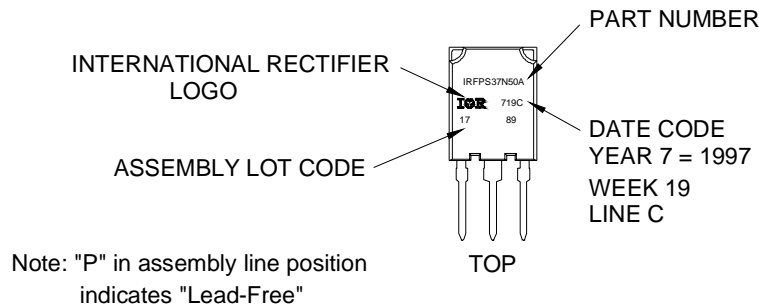 PART NUMBER
INTERNATIONAL RECTIFIER
LOGO
IRFPS37N50A
IOR 719C
17 89
DATE CODE
YEAR 7 = 1997
WEEK 19
LINE C
ASSEMBLY LOT CODE
TOP
Note: "P" in assembly line position
indicates "Lead-Free"